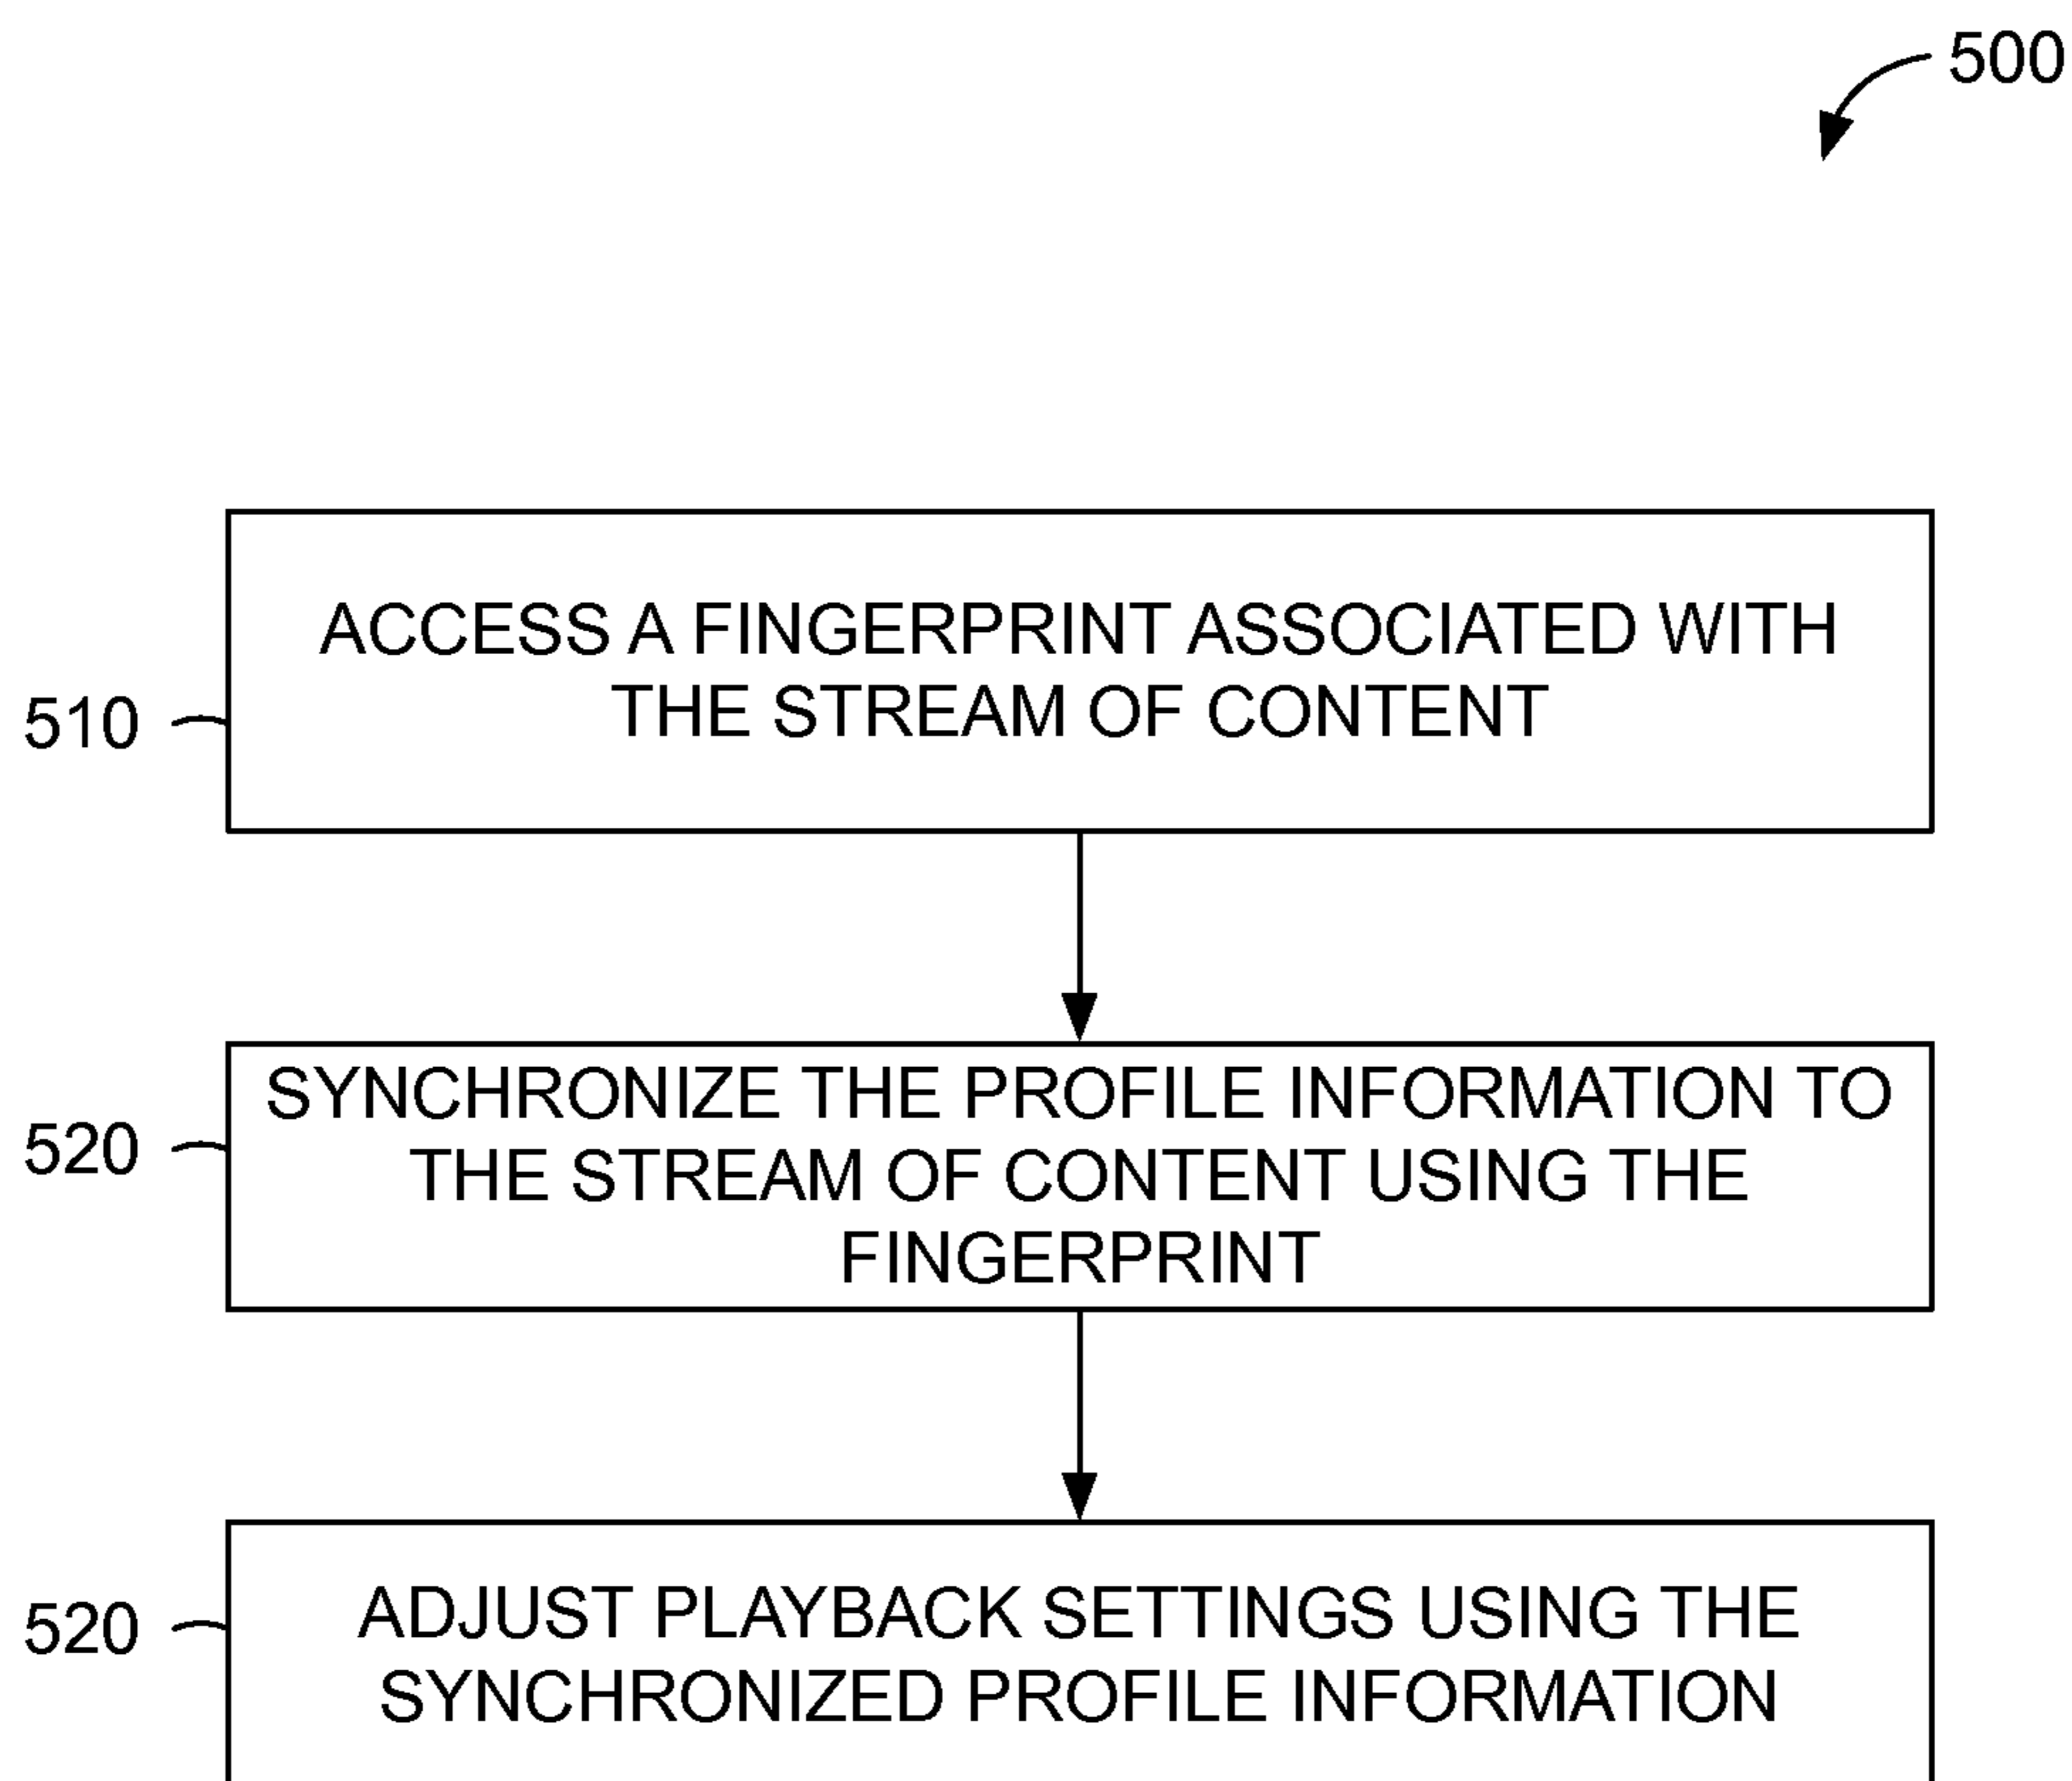 500
ACCESS A FINGERPRINT ASSOCIATED WITH
THE STREAM OF CONTENT
510
SYNCHRONIZE THE PROFILE INFORMATION TO
THE STREAM OF CONTENT USING THE
FINGERPRINT
520
ADJUST PLAYBACK SETTINGS USING THE
SYNCHRONIZED PROFILE INFORMATION
520